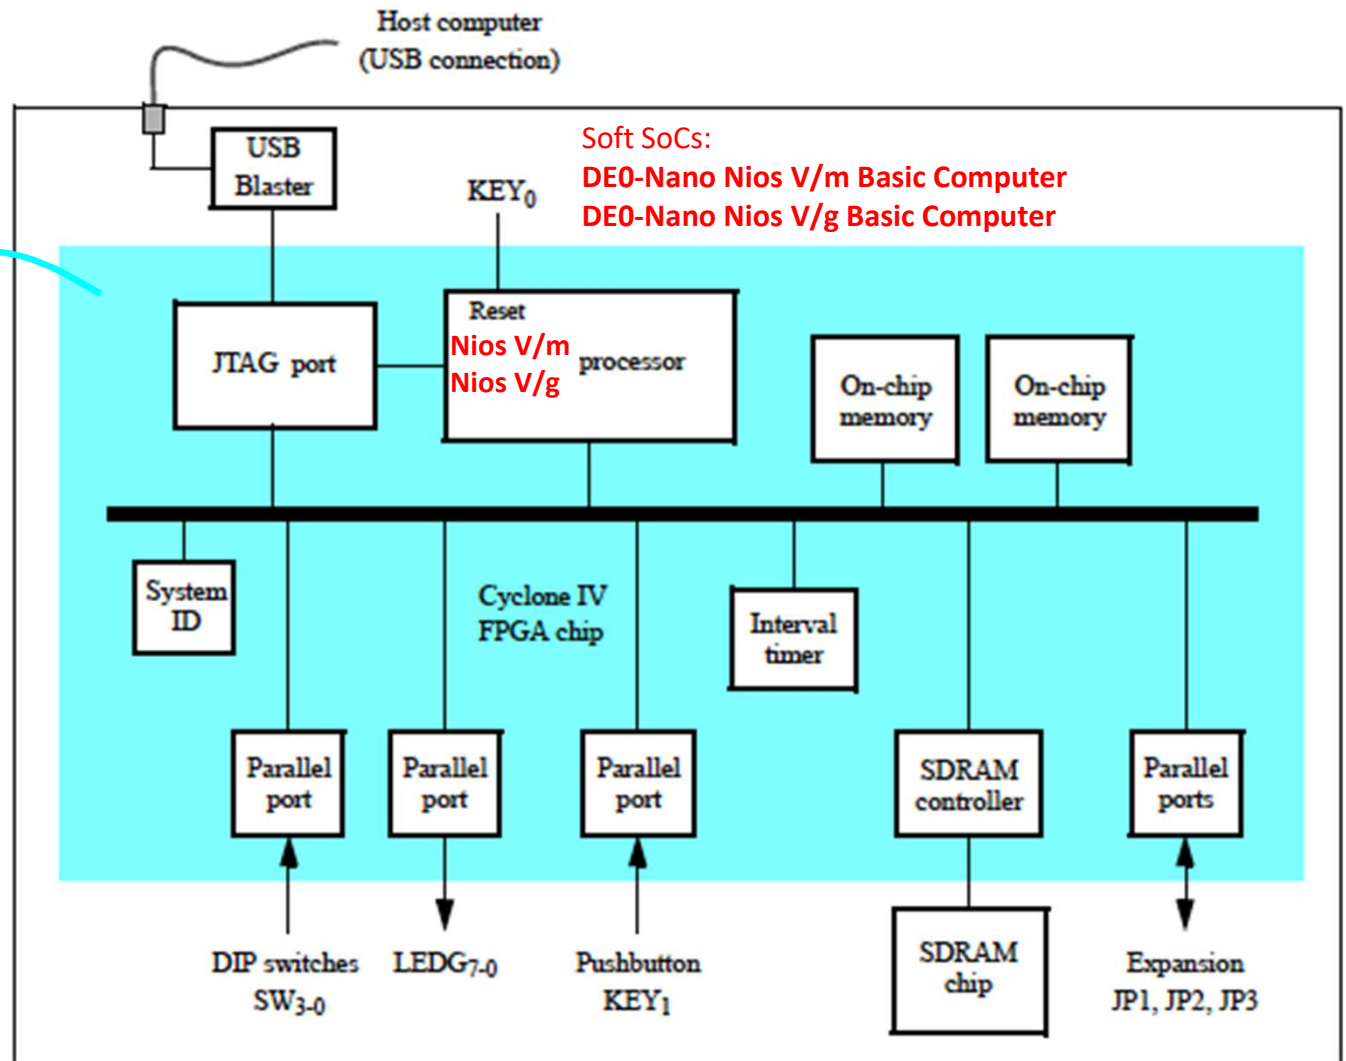 Host computer
(USB connection)
USB
Blaster
Soft SoCs:
DE0-Nano Nios V/m Basic Computer
DE0-Nano Nios V/g Basic Computer
KEY0
Reset
Nios V/m
Nios V/g
processor
JTAG port
On-chip
memory
On-chip
memory
System
ID
Cyclone IV
FPGA chip
Interval
timer
Parallel
port
Parallel
port
Parallel
port
SDRAM
controller
Parallel
ports
DIP switches
SW3-0
LEDG7-0
Pushbutton
KEY1
SDRAM
chip
Expansion
JP1, JP2, JP3